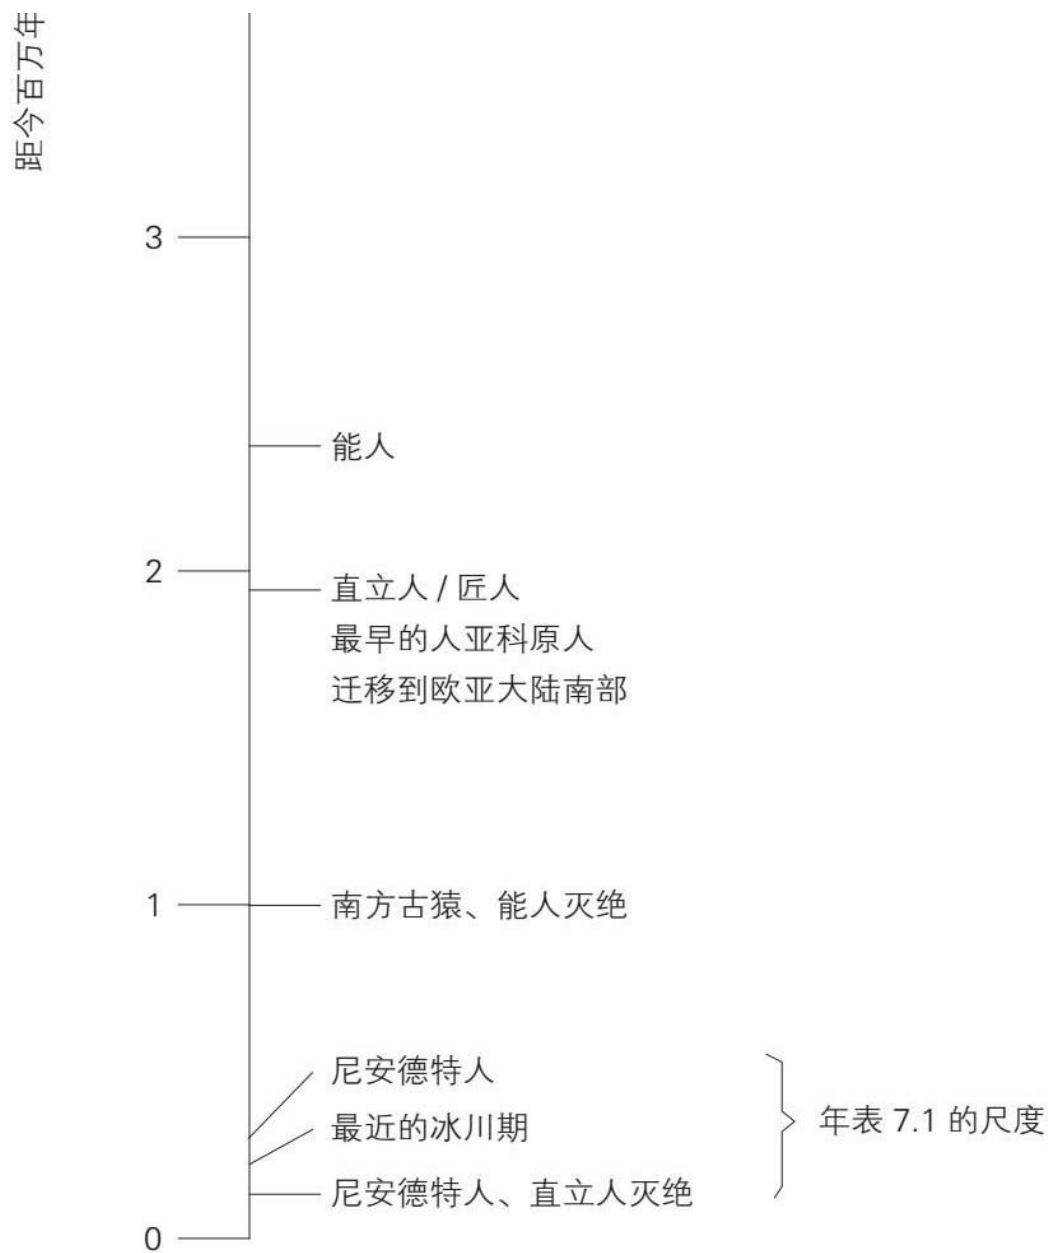 距今百万年
3
能人
2
直立人 / 匠人
最早的人亚科原人
迁移到欧亚大陆南部
1
南方古猿、能人灭绝
尼安德特人
最近的冰川期
年表 7.1 的尺度
尼安德特人、直立人灭绝
0